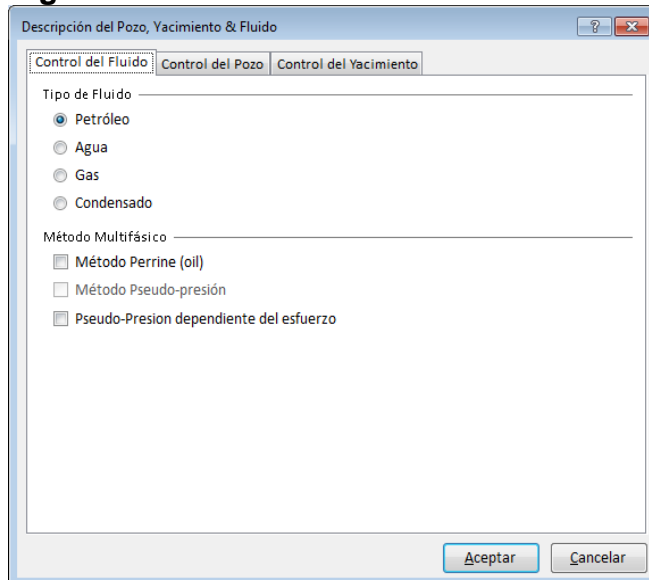 Descripción del Pozo, Yacimiento & Fluido
Control del Fluido Control del Pozo Control del Yacimiento
Tipo de Fluido
Petróleo
Agua
Gas
Condensado
Método Multifásico
Método Perrine (oil)
Método Pseudo-presión
Pseudo-Presion dependiente del esfuerzo
Aceptar Cancelar